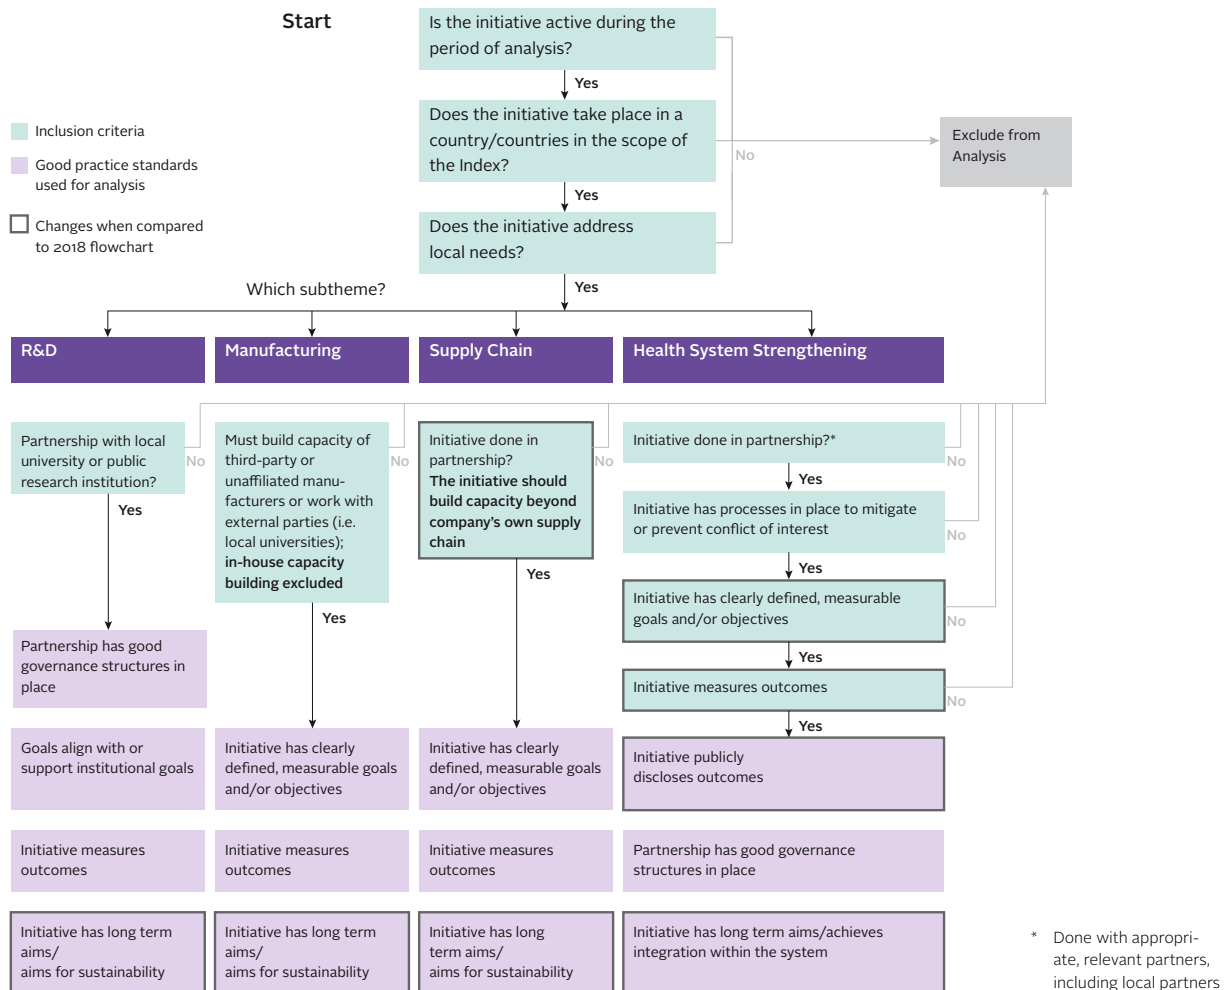 Start
Is the initiative active during the
period of analysis?
Yes
Does the initiative take place in a
country/countries in the scope of
the Index?
No
Exclude from
Analysis
Inclusion criteria
Good practice standards
used for analysis
Changes when compared
to 2018 flowchart
Yes
Does the initiative address
local needs?
Yes
Which subtheme?
R&D
Manufacturing
Supply Chain
Health System Strengthening
Partnership with local
university or public
research institution?
No
Yes
Partnership has good
governance structures in
place
Goals align with or
support institutional goals
Initiative measures
outcomes
Initiative has long term
aims/
aims for sustainability
Must build capacity of
third-party or
unaffiliated manu-
facturers or work with
external parties (i.e.
local universities);
in-house capacity
building excluded
No
Yes
Initiative has clearly
defined, measurable goals
and/or objectives
Initiative measures
outcomes
Initiative has long term
aims/
aims for sustainability
Initiative done in
partnership?
The initiative should
build capacity beyond
company's own supply
chain
No
Yes
Initiative has clearly
defined, measurable goals
and/or objectives
Initiative measures
outcomes
Initiative has long
term aims/
aims for sustainability
Initiative done in partnership?*
No
Yes
Initiative has processes in place to mitigate
or prevent conflict of interest
No
Yes
Initiative has clearly defined, measurable
goals and/or objectives
No
Yes
Initiative measures outcomes
No
Yes
Initiative publicly
discloses outcomes
Partnership has good governance
structures in place
Initiative has long term aims/achieves
integration within the system
* Done with appropri-
ate, relevant partners,
including local partners